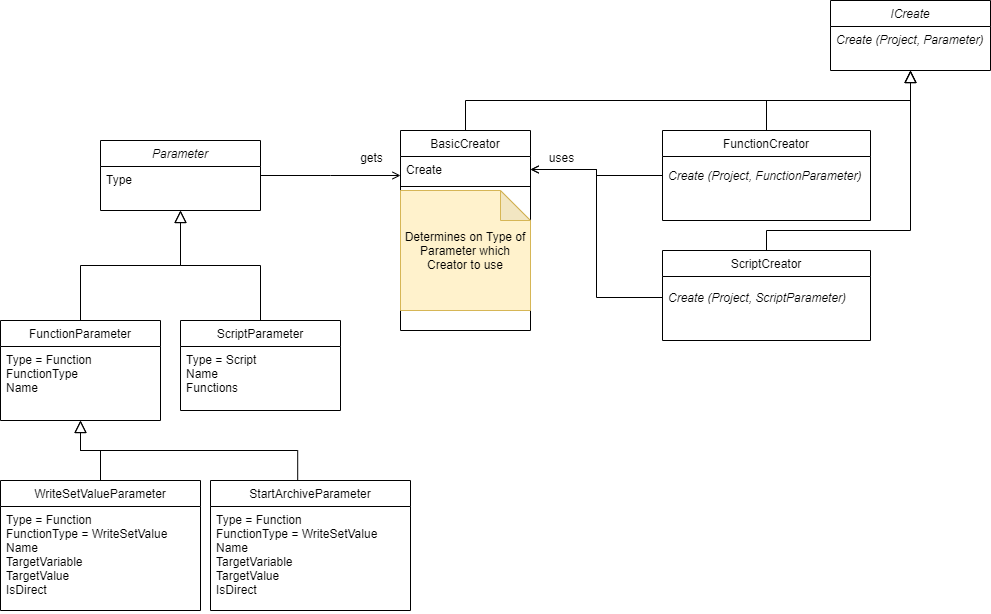 ICreate
Create (Project, Parameter)
Parameter
Type
gets
BasicCreator
Create
Determines on Type of
Parameter which
Creator to use
uses
FunctionCreator
Create (Project, FunctionParameter)
ScriptCreator
Create (Project, ScriptParameter)
FunctionParameter
Type = Function
FunctionType
Name
ScriptParameter
Type = Script
Name
Functions
WriteSetValueParameter
Type = Function
FunctionType = WriteSetValue
Name
TargetVariable
TargetValue
IsDirect
StartArchiveParameter
Type = Function
FunctionType = WriteSetValue
Name
TargetVariable
TargetValue
IsDirect